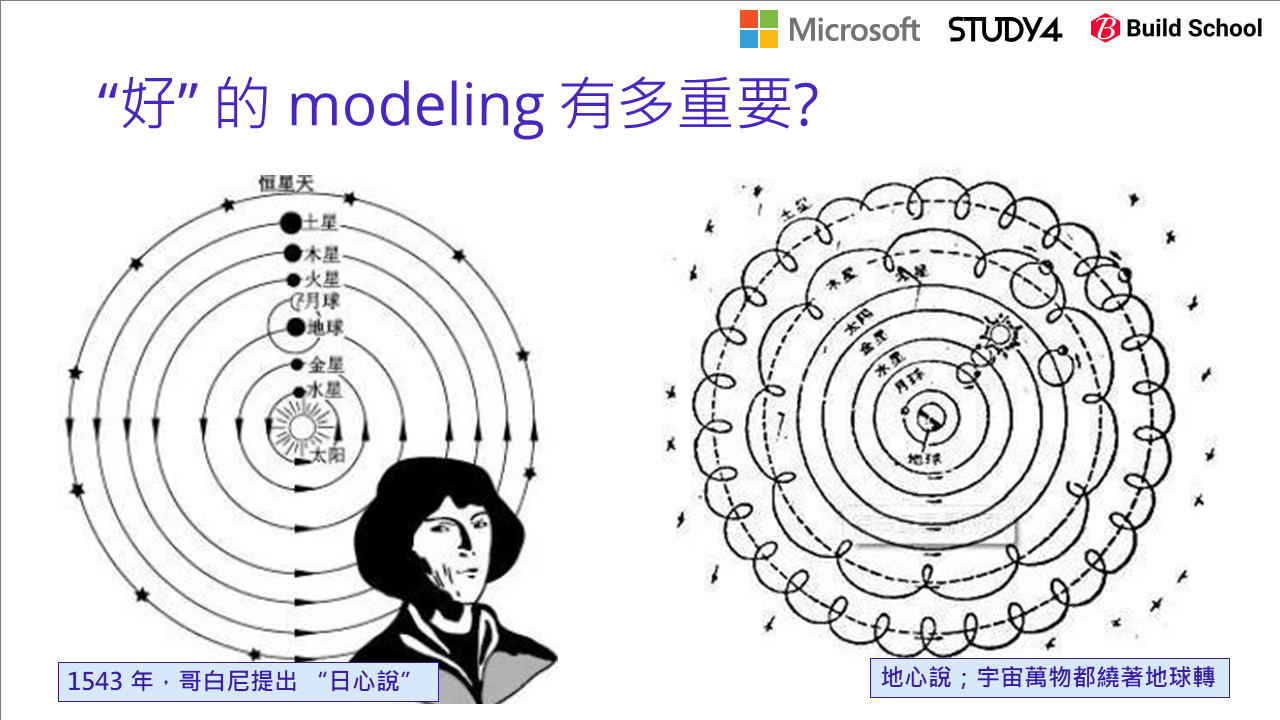 Microsoft STUDY4 Build School
“好” 的 modeling 有多重要?
恒星天
土星
木星
火星
月球
地球
金星
水星
太阳
1543 年，哥白尼提出 “日心說”
土星
木星
太阳
金星
水星
月球
地球
地心說；宇宙萬物都繞著地球轉